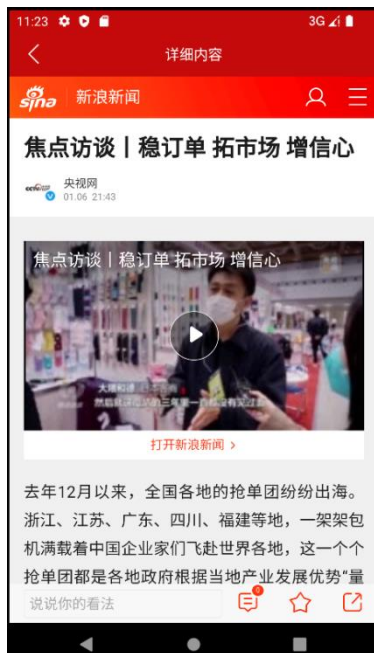 11:23
3G
详细内容
sina 新浪新闻
焦点访谈丨稳订单 拓市场 增信心
央视网
01.06 21:43
焦点访谈丨稳订单 拓市场 增信心
打开新浪新闻 >
去年12月以来，全国各地的抢单团纷纷出海。
浙江、江苏、广东、四川、福建等地，一架架包
机满载着中国企业家们飞赴世界各地，这一个个
抢单团都是各地政府根据当地产业发展优势“量
说说你的看法
0